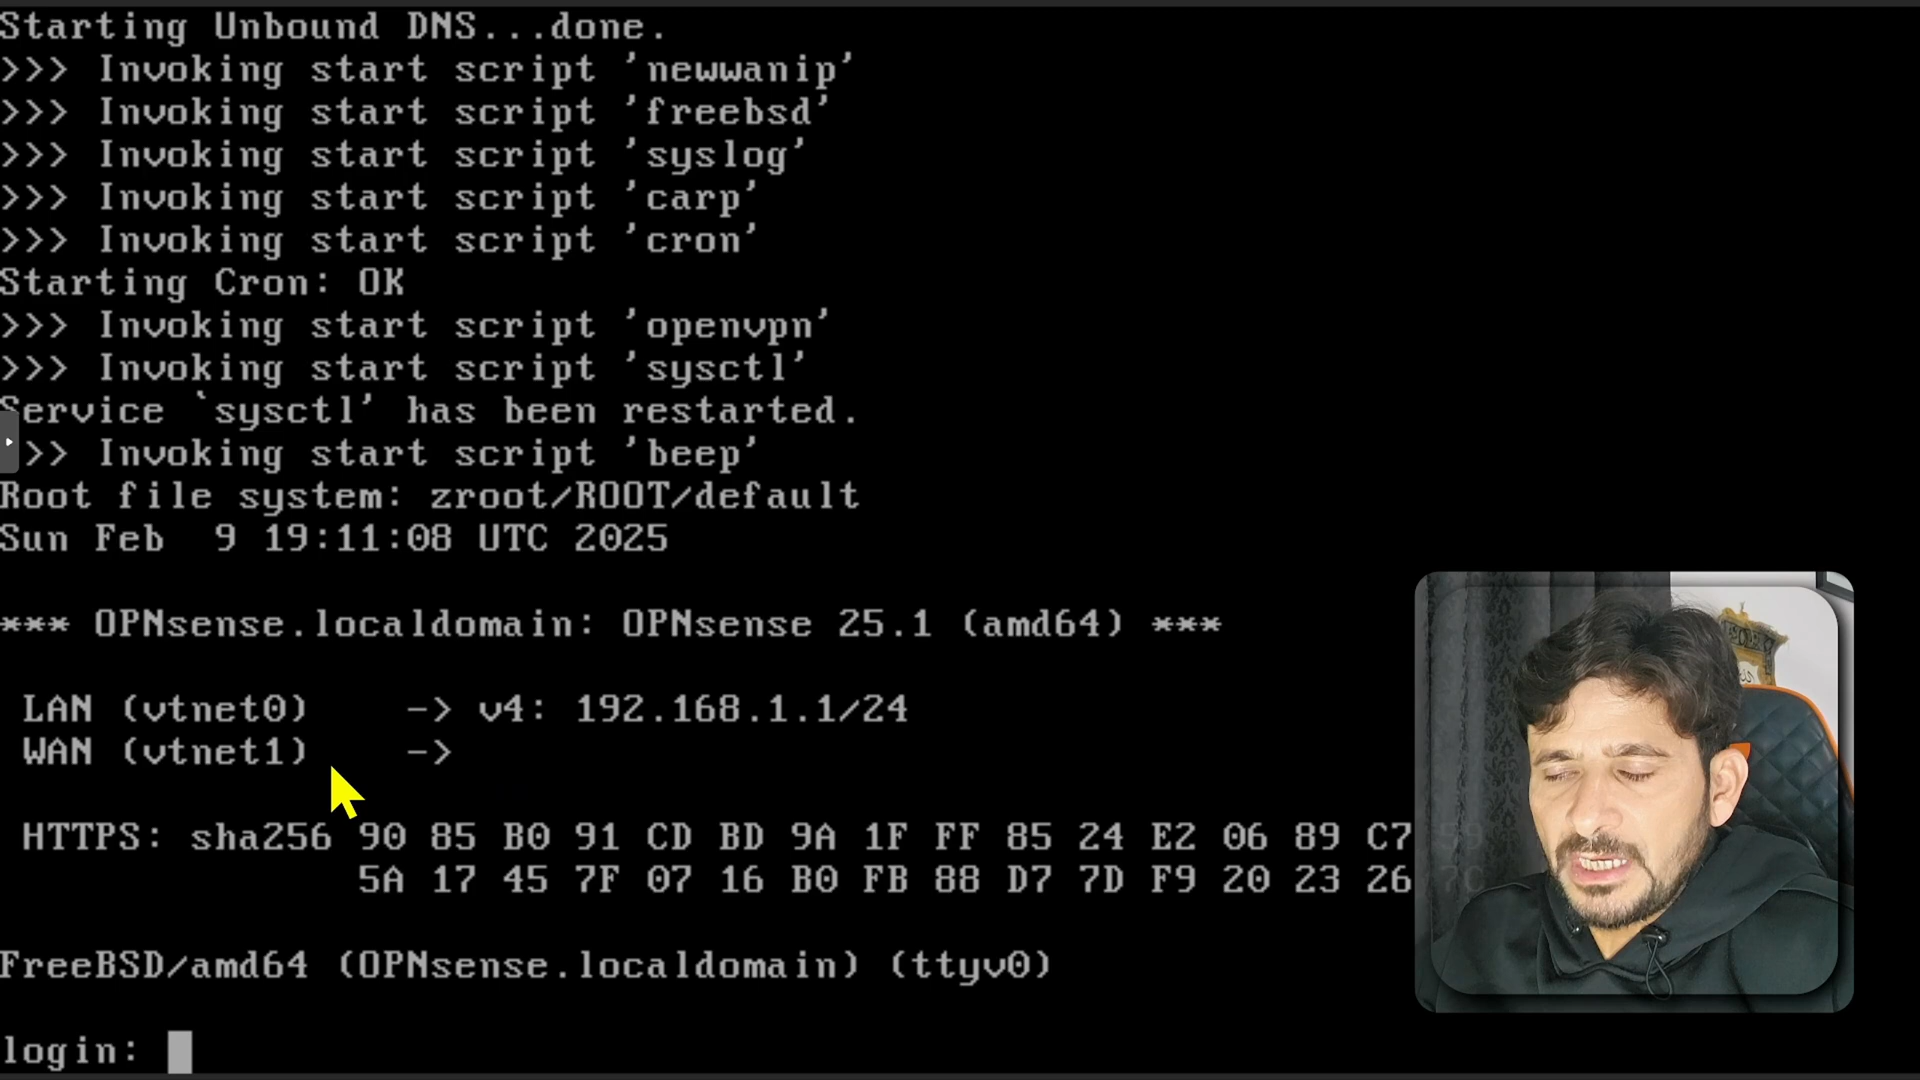 Starting Unbound DNS...done.
>>> Invoking start script 'newwanip'
>>> Invoking start script 'freebsd'
>>> Invoking start script 'syslog'
>>> Invoking start script 'carp'
>>> Invoking start script 'cron'
Starting Cron: OK
>>> Invoking start script 'openvpn'
>>> Invoking start script 'sysctl'
Service `sysctl' has been restarted.
>> Invoking start script 'beep'
Root file system: zroot/ROOT/default
Sun Feb  9 19:11:08 UTC 2025
*** OPNsense.localdomain: OPNsense 25.1 (amd64) ***
LAN (vtnet0)    -> v4: 192.168.1.1/24
WAN (vtnet1)    ->
HTTPS: sha256 90 85 B0 91 CD BD 9A 1F FF 85 24 E2 06 89 C7 59
5A 17 45 7F 07 16 B0 FB 88 D7 7D F9 20 23 26 7C
FreeBSD/amd64 (OPNsense.localdomain) (ttyv0)
login: